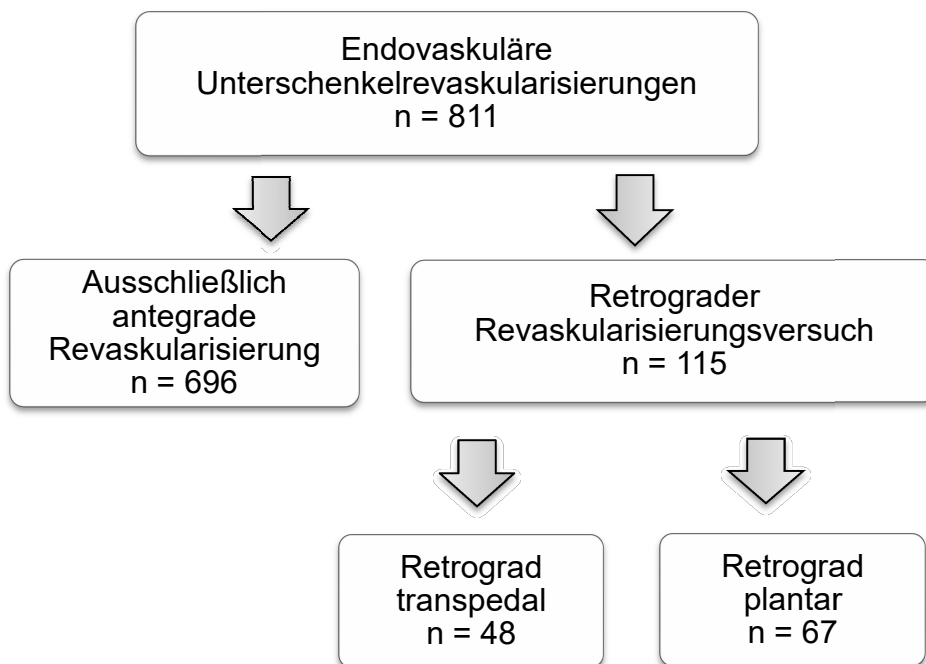 Endovaskuläre
Unterschenkelrevaskularisierungen
n = 811
Ausschließlich
antegrade
Revaskularisierung
n = 696
Retrograder
Revaskularisierungsversuch
n = 115
Retrograd
transpedal
n = 48
Retrograd
plantar
n = 67